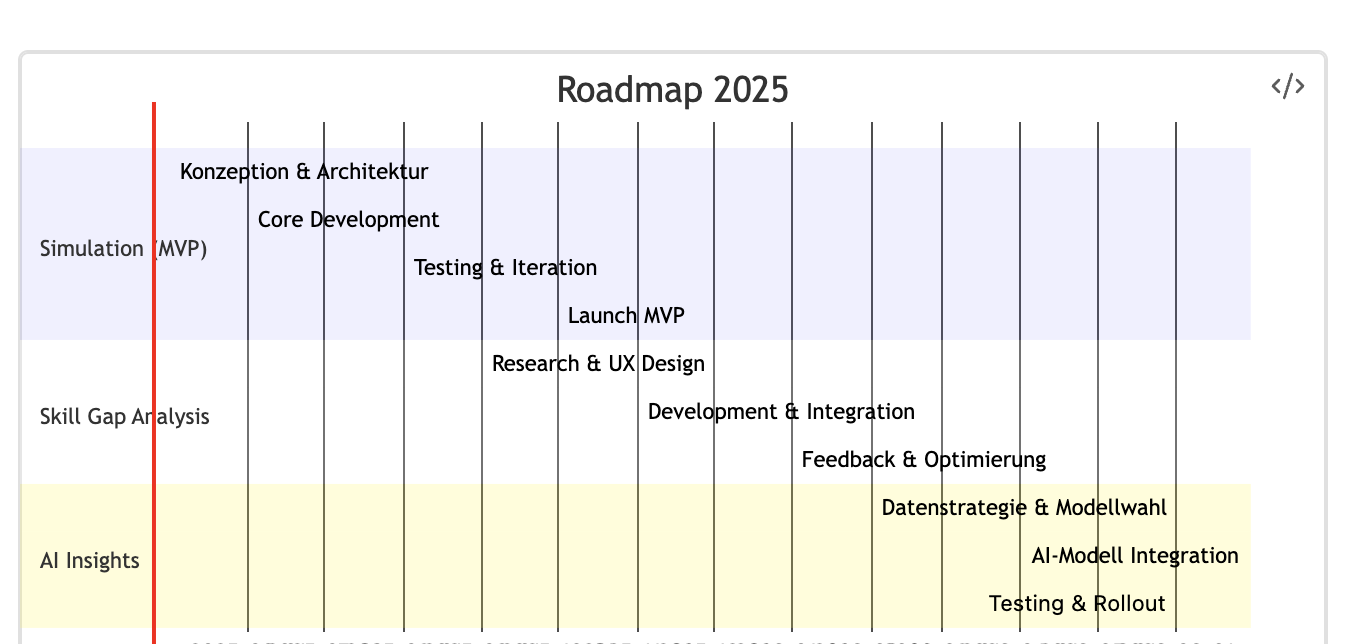 Roadmap 2025
</>
Konzeption & Architektur
Core Development
Simulation (MVP)
Testing & Iteration
Launch MVP
Research & UX Design
Skill Gap Analysis
Development & Integration
Feedback & Optimierung
Datenstrategie & Modellwahl
AI Insights
AI-Modell Integration
Testing & Rollout